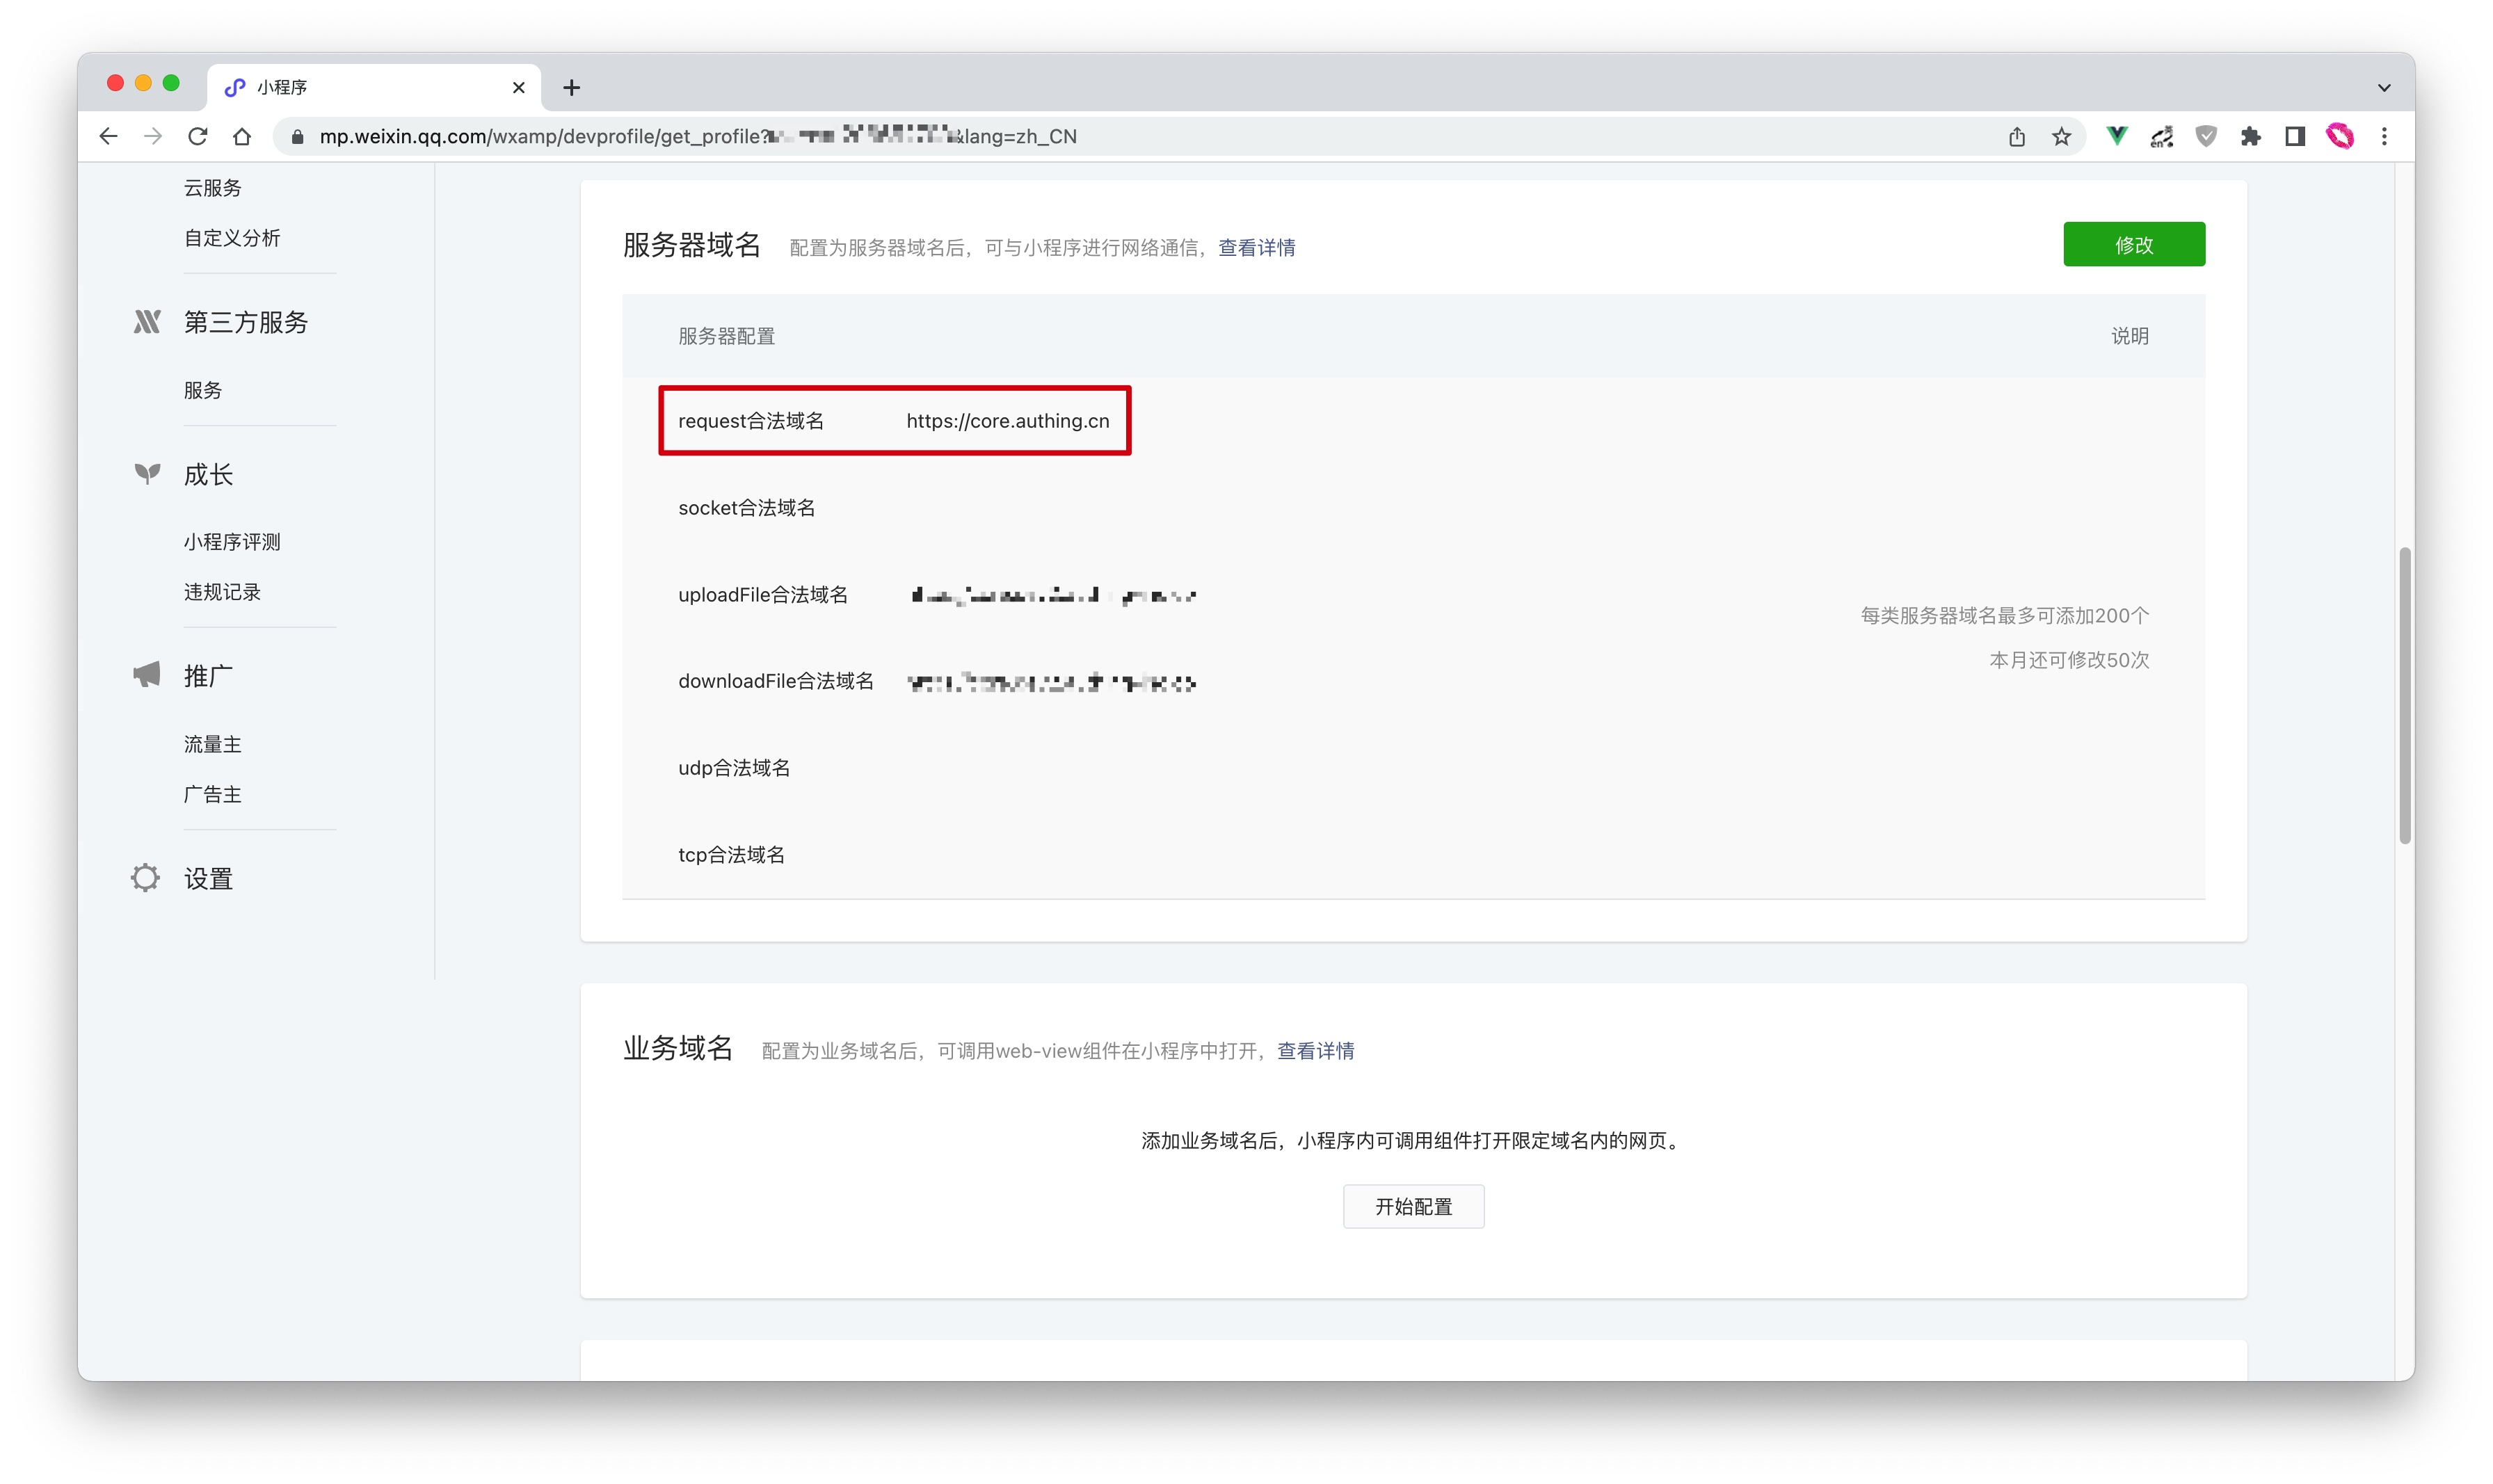 小程序
mp.weixin.qq.com/wxamp/devprofile/get_profile?
&lang=zh_CN
云服务
自定义分析
第三方服务
服务
成长
小程序评测
违规记录
推广
流量主
广告主
设置
服务器域名 配置为服务器域名后，可与小程序进行网络通信，查看详情
修改
服务器配置 说明
request合法域名 https://core.authing.cn
socket合法域名
uploadFile合法域名
downloadFile合法域名
udp合法域名
tcp合法域名
每类服务器域名最多可添加200个
本月还可修改50次
业务域名 配置为业务域名后，可调用web-view组件在小程序中打开，查看详情
添加业务域名后，小程序内可调用组件打开限定域名内的网页。
开始配置